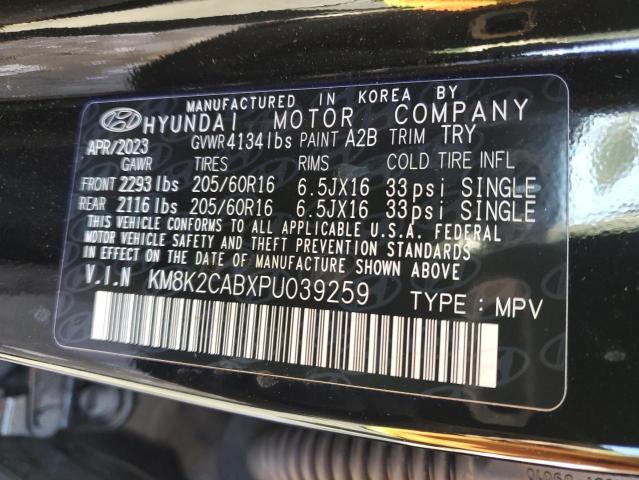 MANUFACTURED IN KOREA BY
HYUNDAI MOTOR COMPANY
APR/2023 GVWR 4134lbs PAINT A2B TRIM TRY
GAWR TIRES RIMS COLD TIRE INFL
FRONT 2293 lbs 205/60R16 6.5JX16 33psi SINGLE
REAR 2116 lbs 205/60R16 6.5JX16 33psi SINGLE
THIS VEHICLE CONFORMS TO ALL APPLICABLE U.S.A. FEDERAL
MOTOR VEHICLE SAFETY AND THEFT PREVENTION STANDARDS
IN EFFECT ON THE DATE OF MANUFACTURE SHOWN ABOVE.
V.I.N KM8K2CABXPU039259 TYPE : MPV